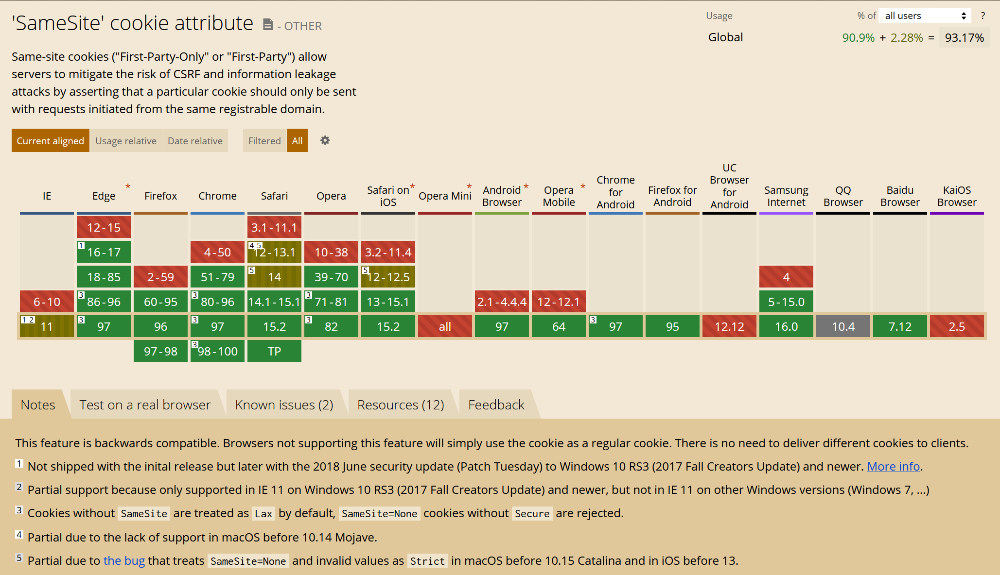 'SameSite' cookie attribute - OTHER
Usage % of all users ?
Global 90.9% + 2.28% = 93.17%
Same-site cookies ("First-Party-Only" or "First-Party") allow
servers to mitigate the risk of CSRF and information leakage
attacks by asserting that a particular cookie should only be sent
with requests initiated from the same registrable domain.
Current aligned Usage relative Date relative Filtered All
IE
Edge *
Firefox
Chrome
Safari
Opera
Safari on *
iOS
Opera Mini *
Android *
Browser
Opera *
Mobile
Chrome
for
Android
Firefox for
Android
UC
Browser
for
Android
Samsung
Internet
QQ
Browser
Baidu
Browser
KaiOS
Browser
12-15 3.1-11.1
1 16-17 4-50 4 5 12-13.1 10-38 3.2-11.4
18-85 2-59 51-79 5 14 39-70 5 12-12.5 4
6-10 3 86-96 60-95 3 80-96 14.1-15.1 3 71-81 13-15.1 2.1-4.4.4 12-12.1 5-15.0
1 2 11 3 97 96 3 97 15.2 3 82 15.2 all 97 64 3 97 95 12.12 16.0 10.4 7.12 2.5
97-98 3 98-100 TP
Notes Test on a real browser Known issues (2) Resources (12) Feedback
This feature is backwards compatible. Browsers not supporting this feature will simply use the cookie as a regular cookie. There is no need to deliver different cookies to clients.
1 Not shipped with the inital release but later with the 2018 June security update (Patch Tuesday) to Windows 10 RS3 (2017 Fall Creators Update) and newer. More info.
2 Partial support because only supported in IE 11 on Windows 10 RS3 (2017 Fall Creators Update) and newer, but not in IE 11 on other Windows versions (Windows 7, ...)
3 Cookies without SameSite are treated as Lax by default, SameSite=None cookies without Secure are rejected.
4 Partial due to the lack of support in macOS before 10.14 Mojave.
5 Partial due to the bug that treats SameSite=None and invalid values as Strict in macOS before 10.15 Catalina and in iOS before 13.